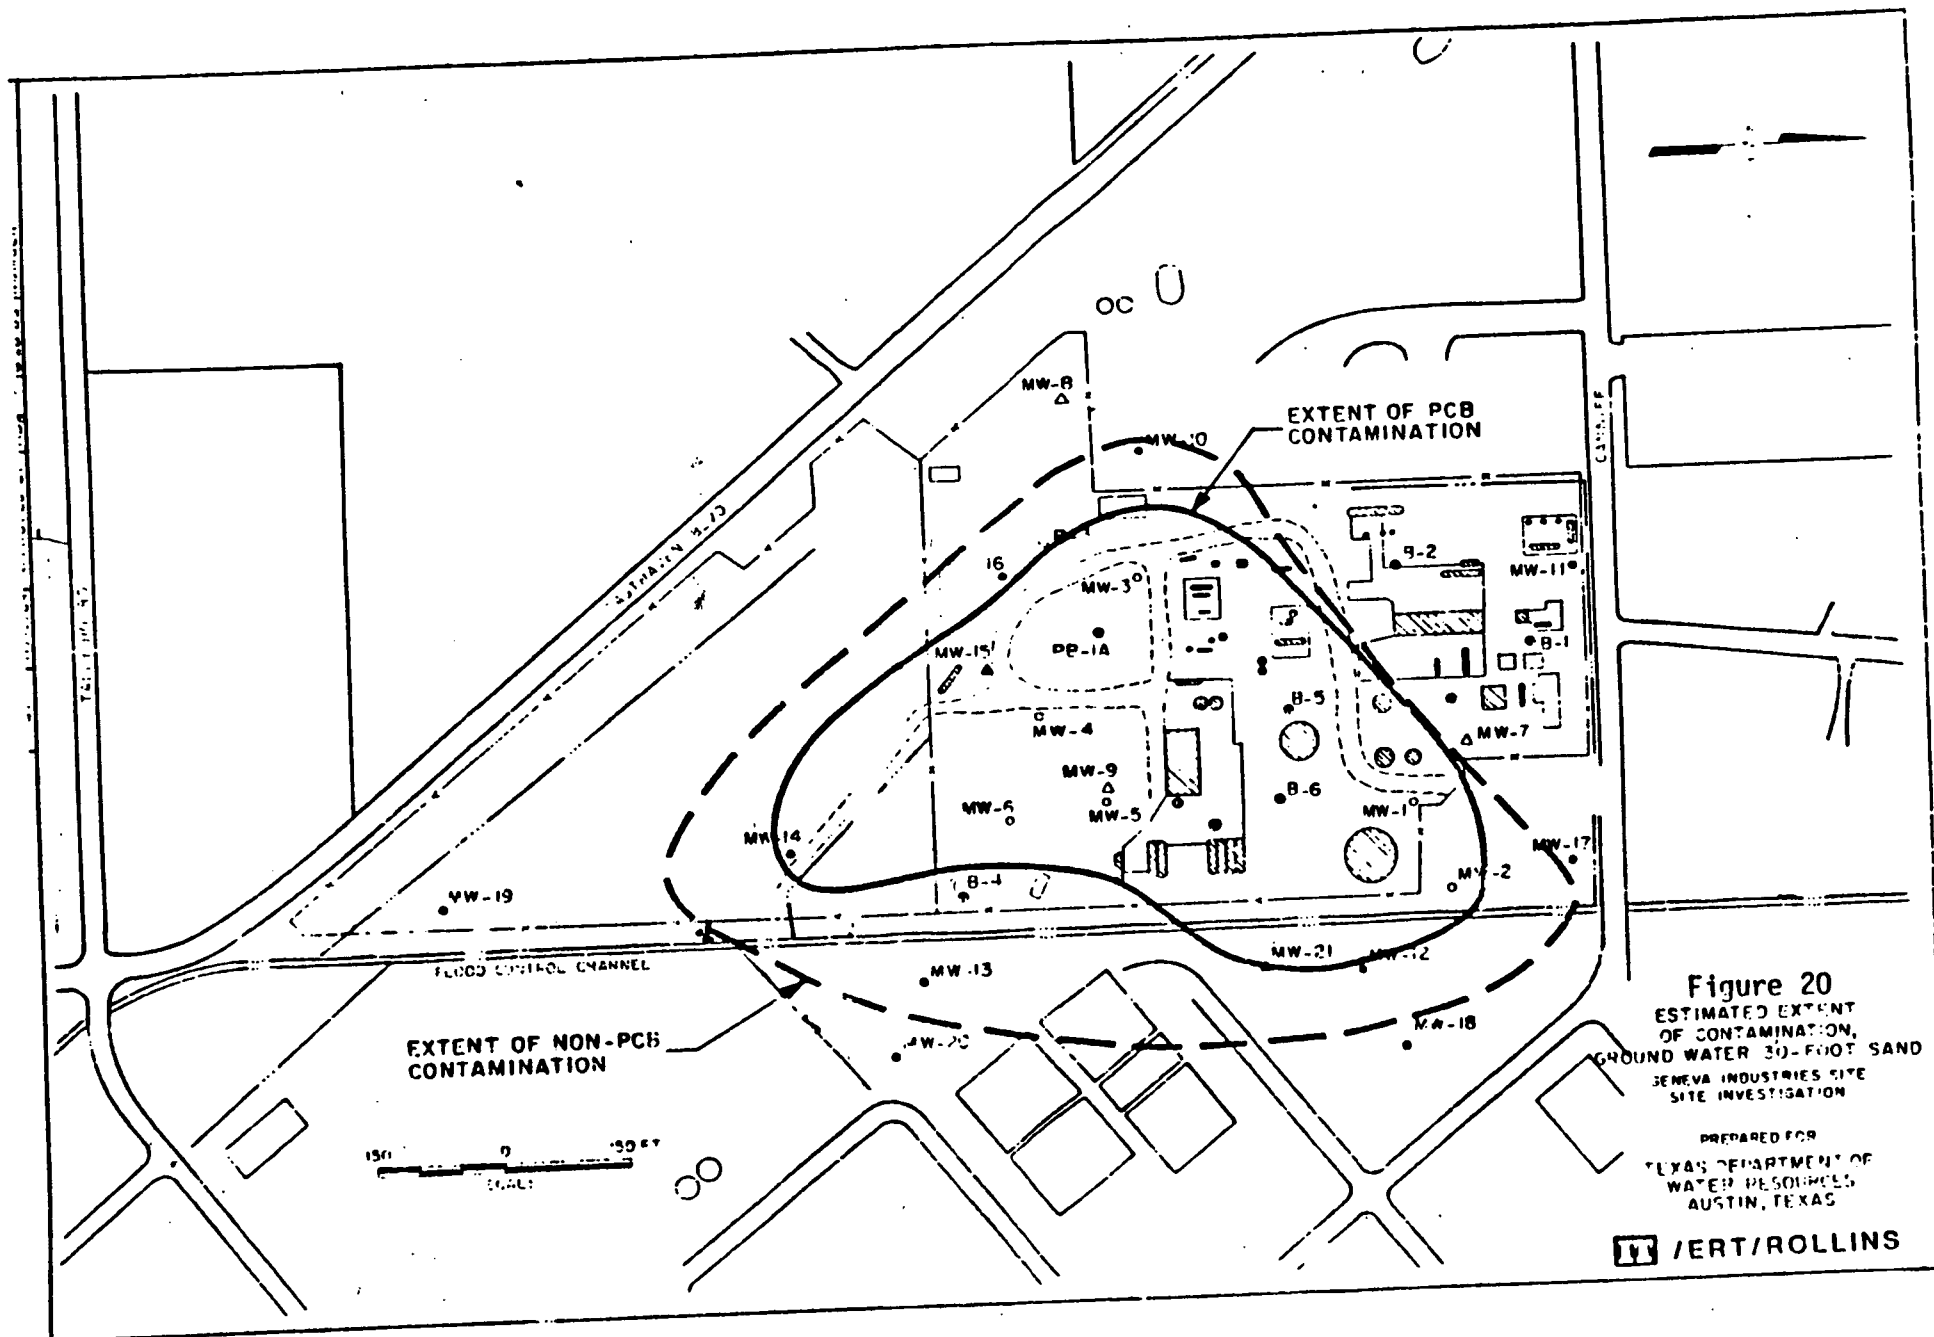 MW-8
EXTENT OF PCB
CONTAMINATION
MW-10
B-2
MW-11
16
MW-3
B-1
MW-15
PB-1A
B-5
MW-4
MW-7
MW-9
B-6
MW-6
MW-5
MW-1
MW-14
MW-17
B-4
MW-2
MW-19
FLOOD CONTROL CHANNEL
MW-13
MW-21
MW-12
EXTENT OF NON-PCB
CONTAMINATION
MW-20
MW-18
150
0
150 FT
SCALE
Figure 20
ESTIMATED EXTENT
OF CONTAMINATION,
GROUND WATER 30-FOOT SAND
GENEVA INDUSTRIES SITE
SITE INVESTIGATION
PREPARED FOR
TEXAS DEPARTMENT OF
WATER RESOURCES
AUSTIN, TEXAS
IT /ERT/ROLLINS